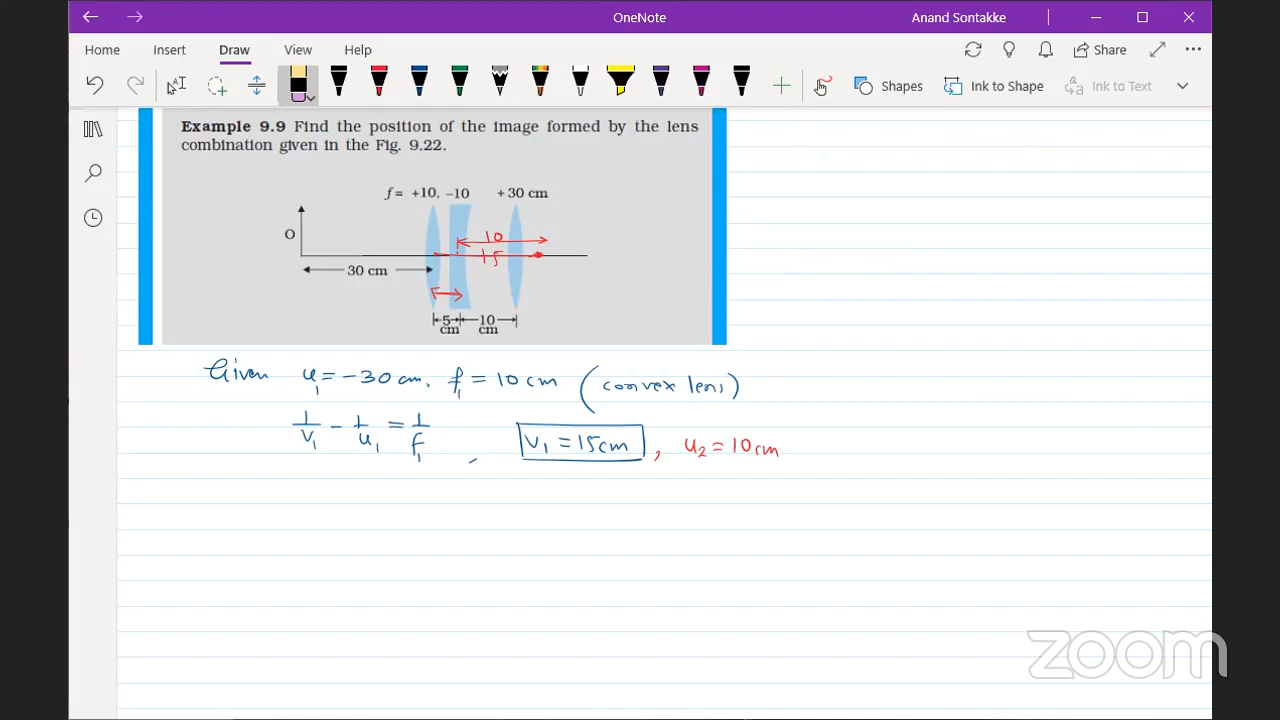 OneNote
Anand Sontakke
Home Insert Draw View Help
Share
Shapes Ink to Shape Ink to Text
Example 9.9 Find the position of the image formed by the lens
combination given in the Fig. 9.22.
f = +10, –10 +30 cm
O
10
15
30 cm
5 cm
10 cm
Given u₁ = -30 cm, f₁ = 10 cm (convex lens)
1/v₁ - 1/u₁ = 1/f₁ v₁ = 15cm, u₂ = 10cm
zoom